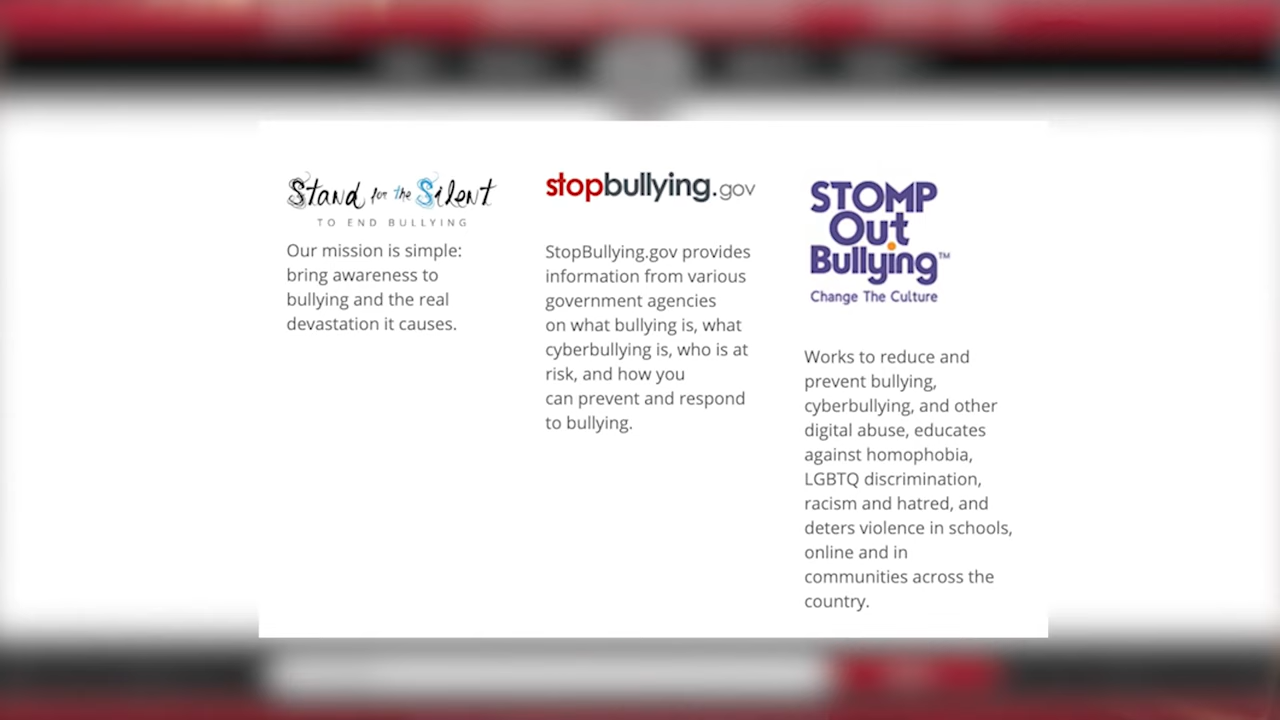 Stand for the Silent
TO END BULLYING
Our mission is simple:
bring awareness to
bullying and the real
devastation it causes.
stopbullying.gov
StopBullying.gov provides
information from various
government agencies
on what bullying is, what
cyberbullying is, who is at
risk, and how you
can prevent and respond
to bullying.
STOMP
Out
Bullying™
Change The Culture
Works to reduce and
prevent bullying,
cyberbullying, and other
digital abuse, educates
against homophobia,
LGBTQ discrimination,
racism and hatred, and
deters violence in schools,
online and in
communities across the
country.